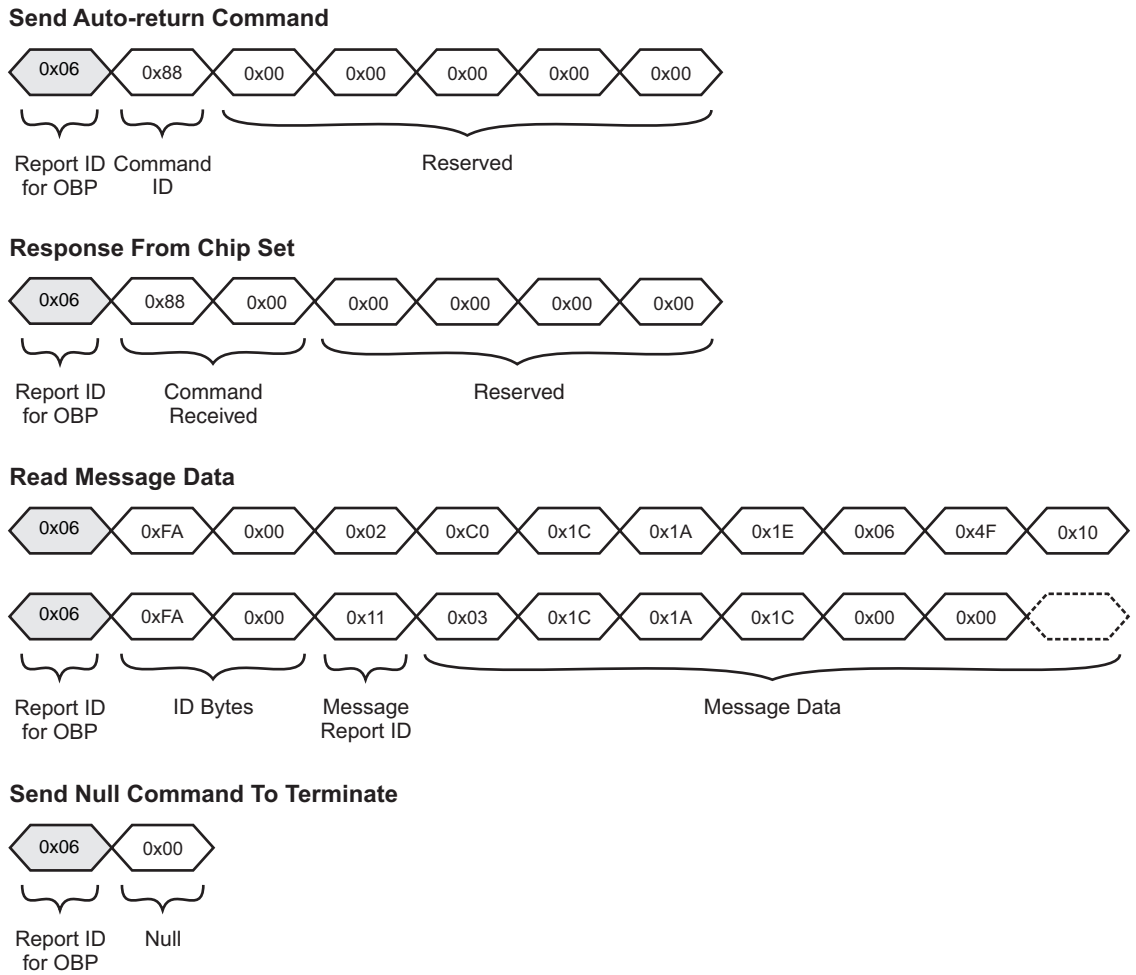 Send Auto-return Command
0x06 0x88 0x00 0x00 0x00 0x00 0x00
Report ID Command Reserved
for OBP ID
Response From Chip Set
0x06 0x88 0x00 0x00 0x00 0x00 0x00
Report ID Command Reserved
for OBP Received
Read Message Data
0x06 0xFA 0x00 0x02 0xC0 0x1C 0x1A 0x1E 0x06 0x4F 0x10
0x06 0xFA 0x00 0x11 0x03 0x1C 0x1A 0x1C 0x00 0x00
Report ID ID Bytes Message Message Data
for OBP Report ID
Send Null Command To Terminate
0x06 0x00
Report ID Null
for OBP